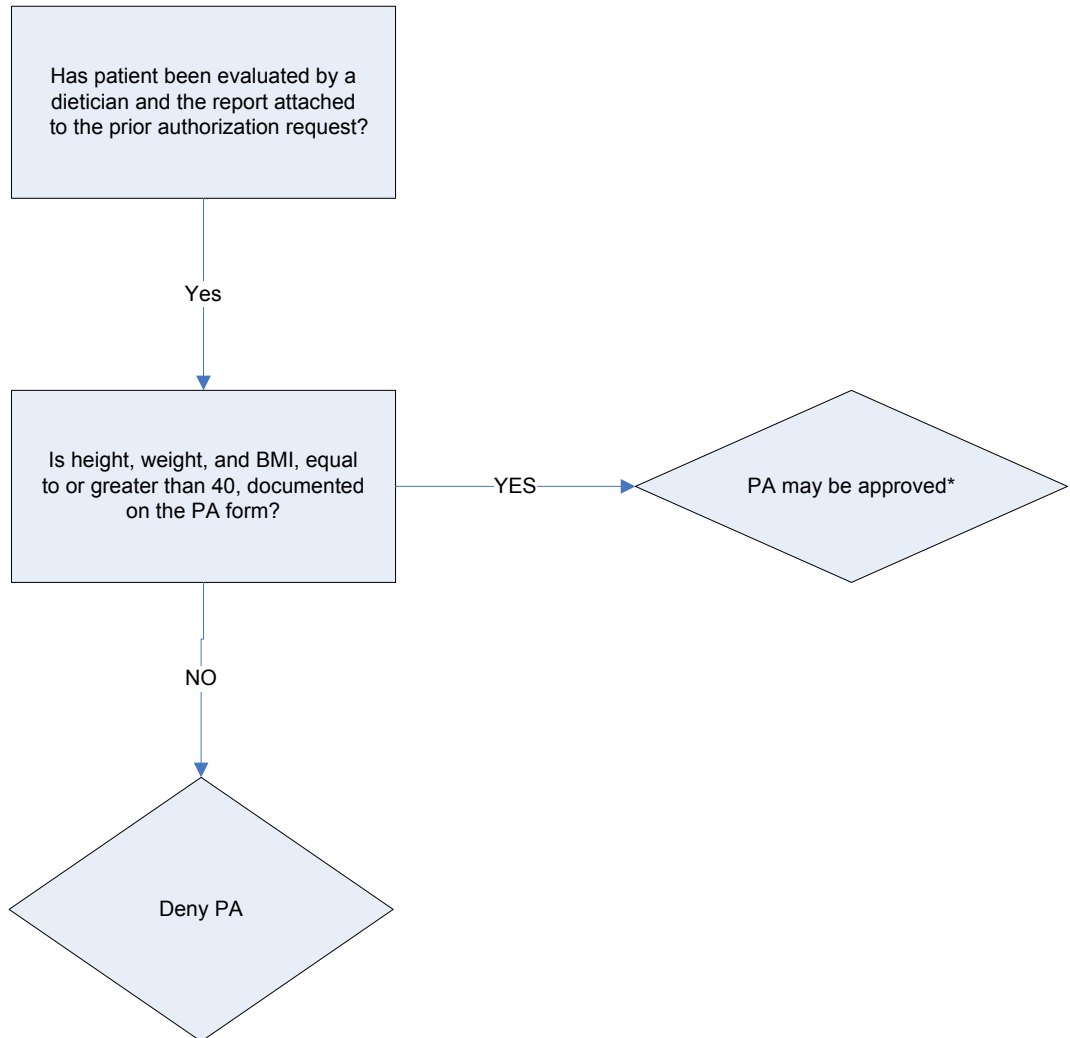 Has patient been evaluated by a
dietician and the report attached
to the prior authorization request?
Yes
Is height, weight, and BMI, equal
to or greater than 40, documented
on the PA form?
YES
PA may be approved*
NO
Deny PA